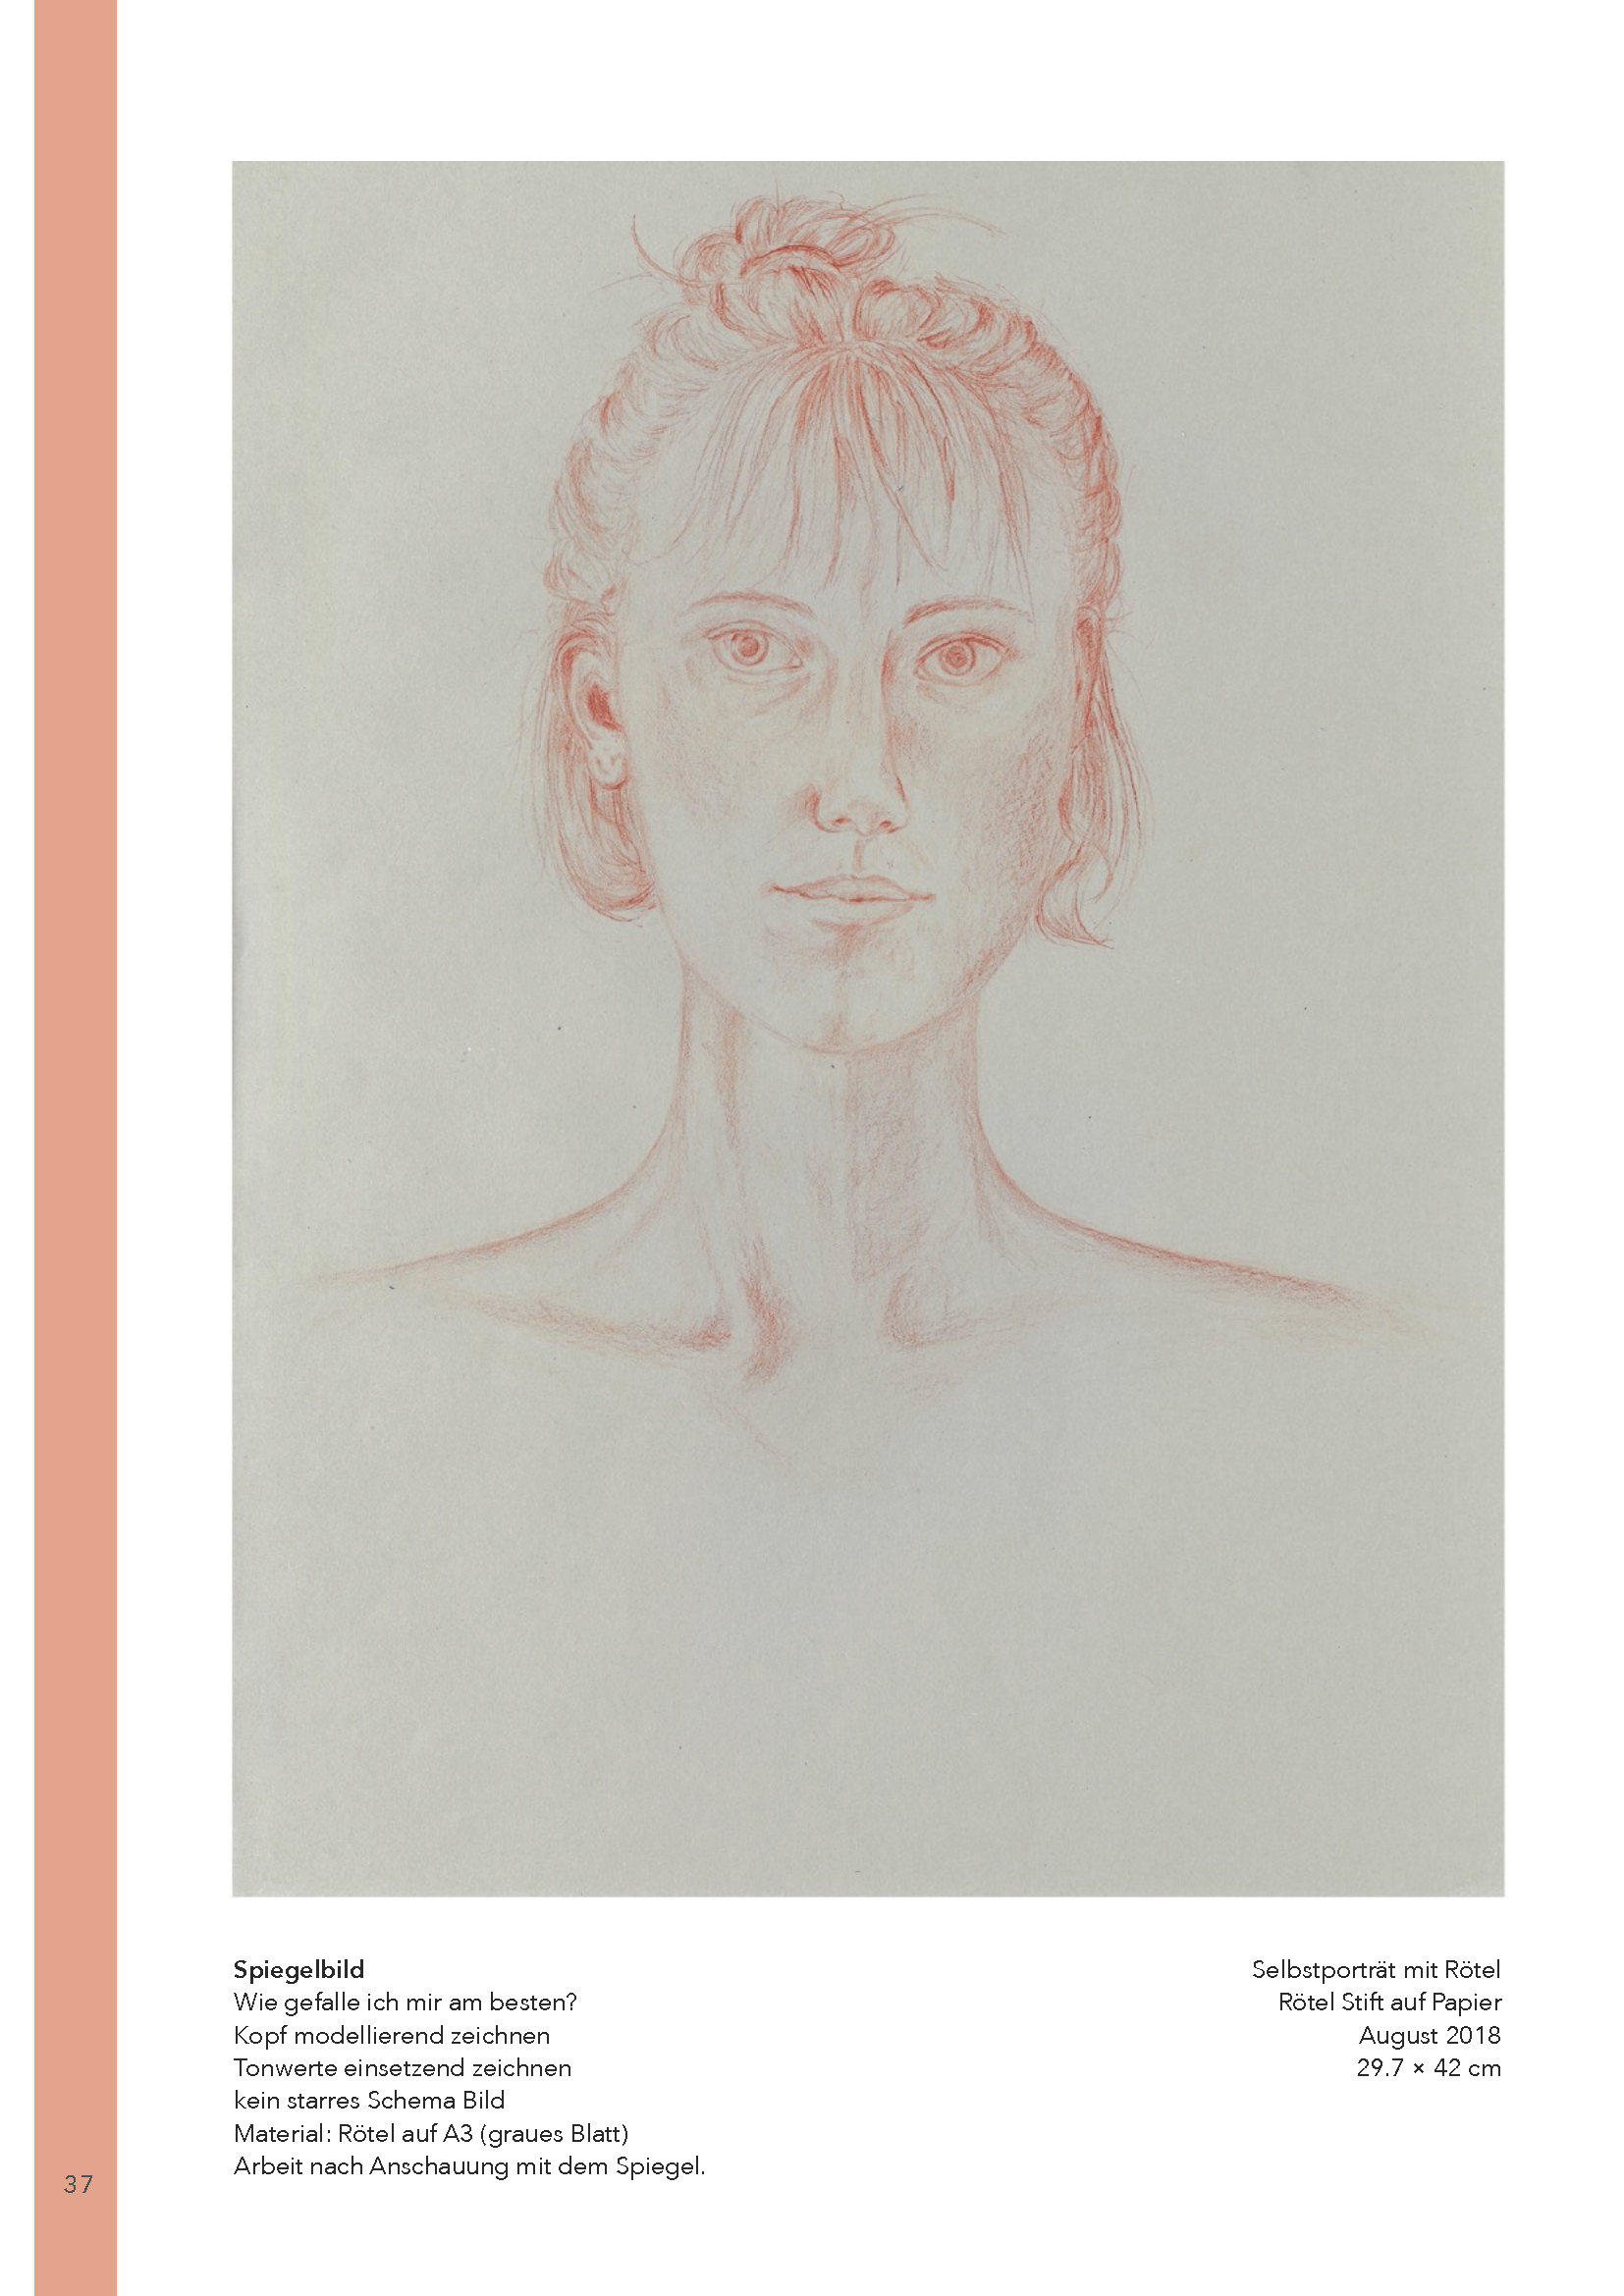 Spiegelbild
Wie gefalle ich mir am besten?
Kopf modellierend zeichnen
Tonwerte einsetzend zeichnen
kein starres Schema Bild
Material: Rötel auf A3 (graues Blatt)
Arbeit nach Anschauung mit dem Spiegel.
Selbstporträt mit Rötel
Rötel Stift auf Papier
August 2018
29.7 × 42 cm
37